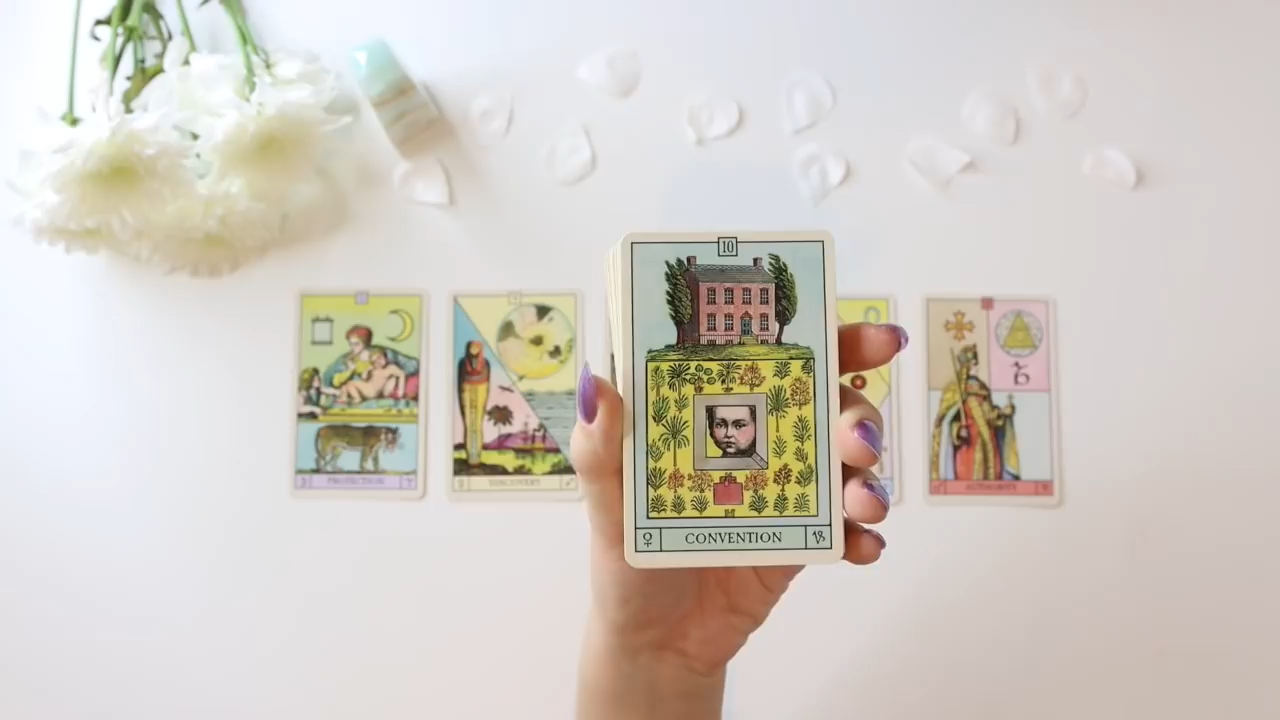 10
CONVENTION
PROTECTION
DISCOVERY
AUTHORITY